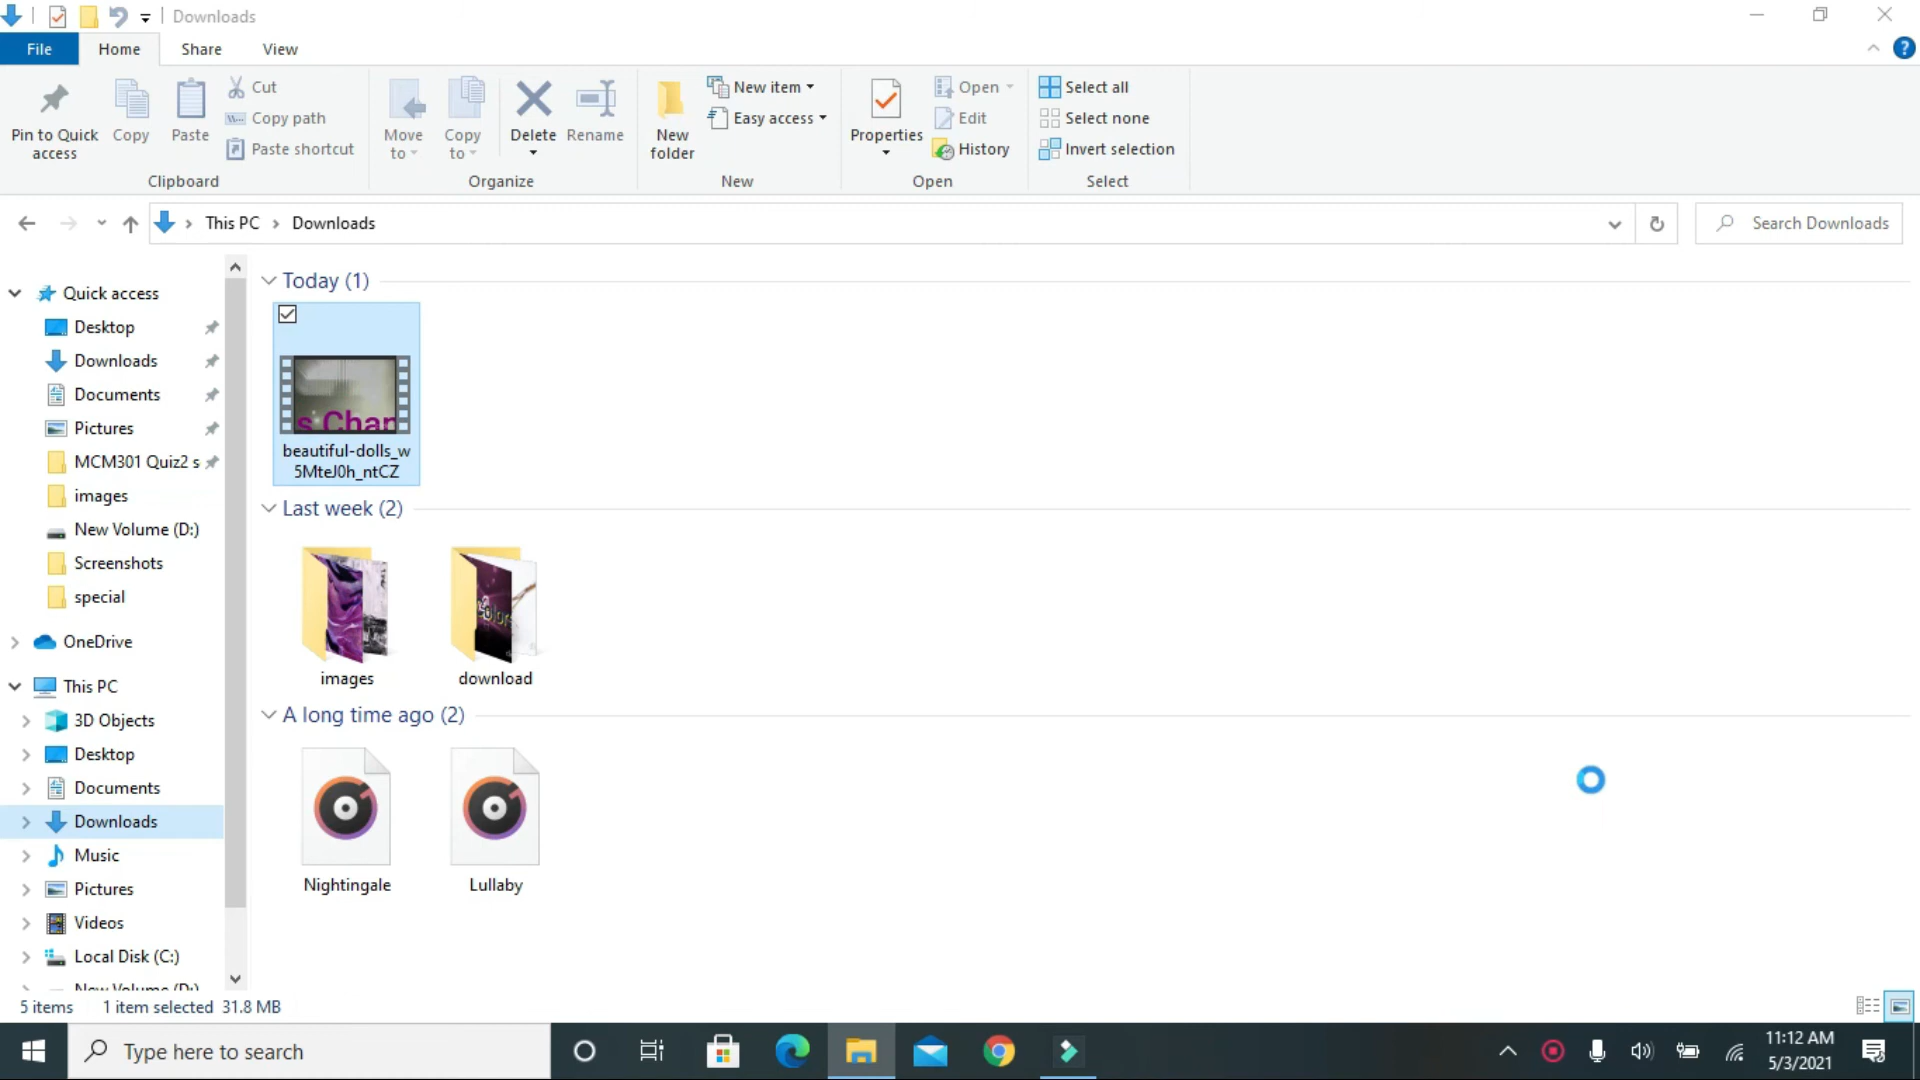 Downloads
File Home Share View
Pin to Quick access
Copy
Paste
Cut
Copy path
Paste shortcut
Clipboard
Move to
Copy to
Delete
Rename
Organize
New folder
New item
Easy access
New
Properties
Open
Edit
History
Open
Select all
Select none
Invert selection
Select
This PC Downloads
Search Downloads
Quick access
Desktop
Downloads
Documents
Pictures
MCM301 Quiz2 s
images
New Volume (D:)
Screenshots
special
OneDrive
This PC
3D Objects
Desktop
Documents
Downloads
Music
Pictures
Videos
Local Disk (C:)
New Volume (D:)
Today (1)
s Char
beautiful-dolls_w
5MteJ0h_ntCZ
Last week (2)
images
download
A long time ago (2)
Nightingale
Lullaby
5 items 1 item selected 31.8 MB
Type here to search
11:12 AM
5/3/2021